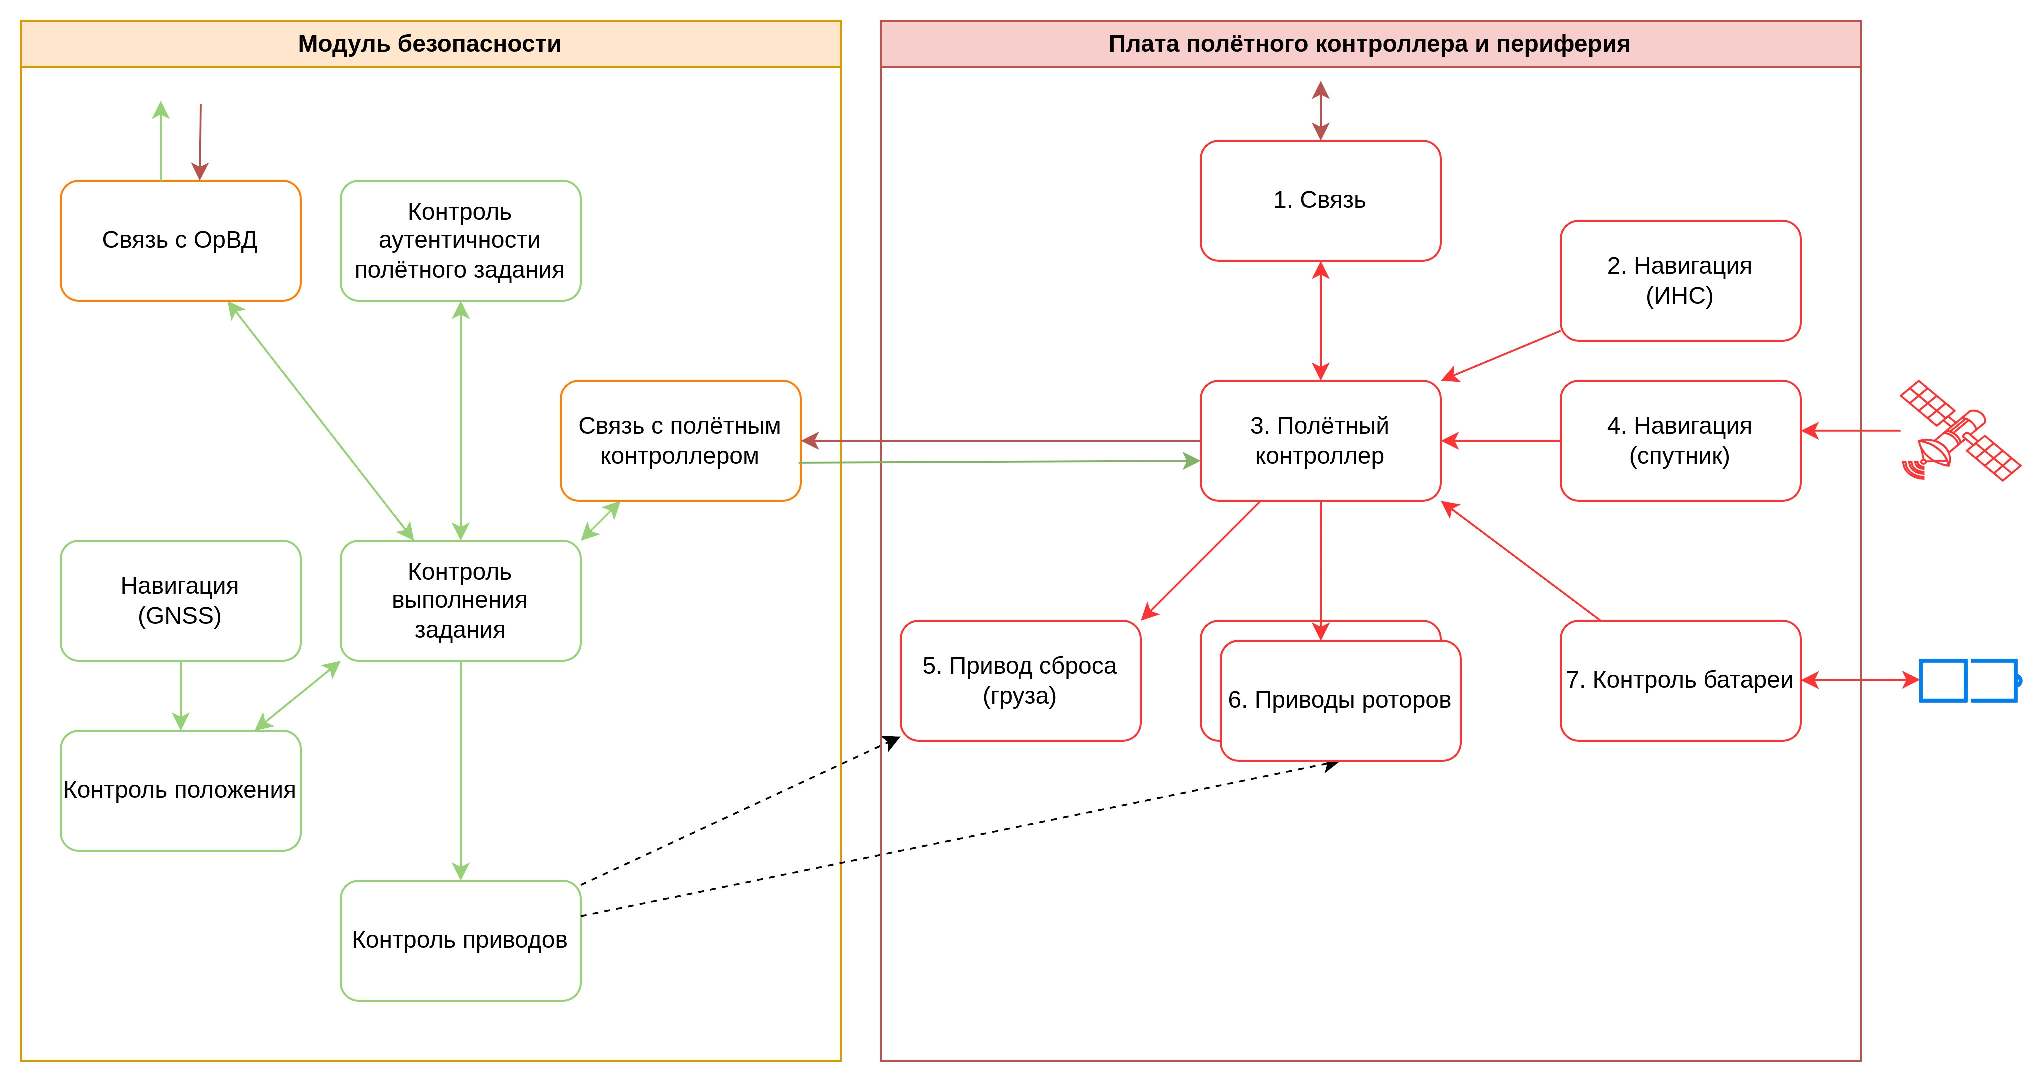 Модуль безопасности
Связь с ОрВД
Контроль
аутентичности
полётного задания
Связь с полётным
контроллером
Навигация
(GNSS)
Контроль
выполнения
задания
Контроль положения
Контроль приводов
Плата полётного контроллера и периферия
1. Связь
2. Навигация
(ИНС)
3. Полётный
контроллер
4. Навигация
(спутник)
5. Привод сброса
(груза)
6. Приводы роторов
7. Контроль батареи